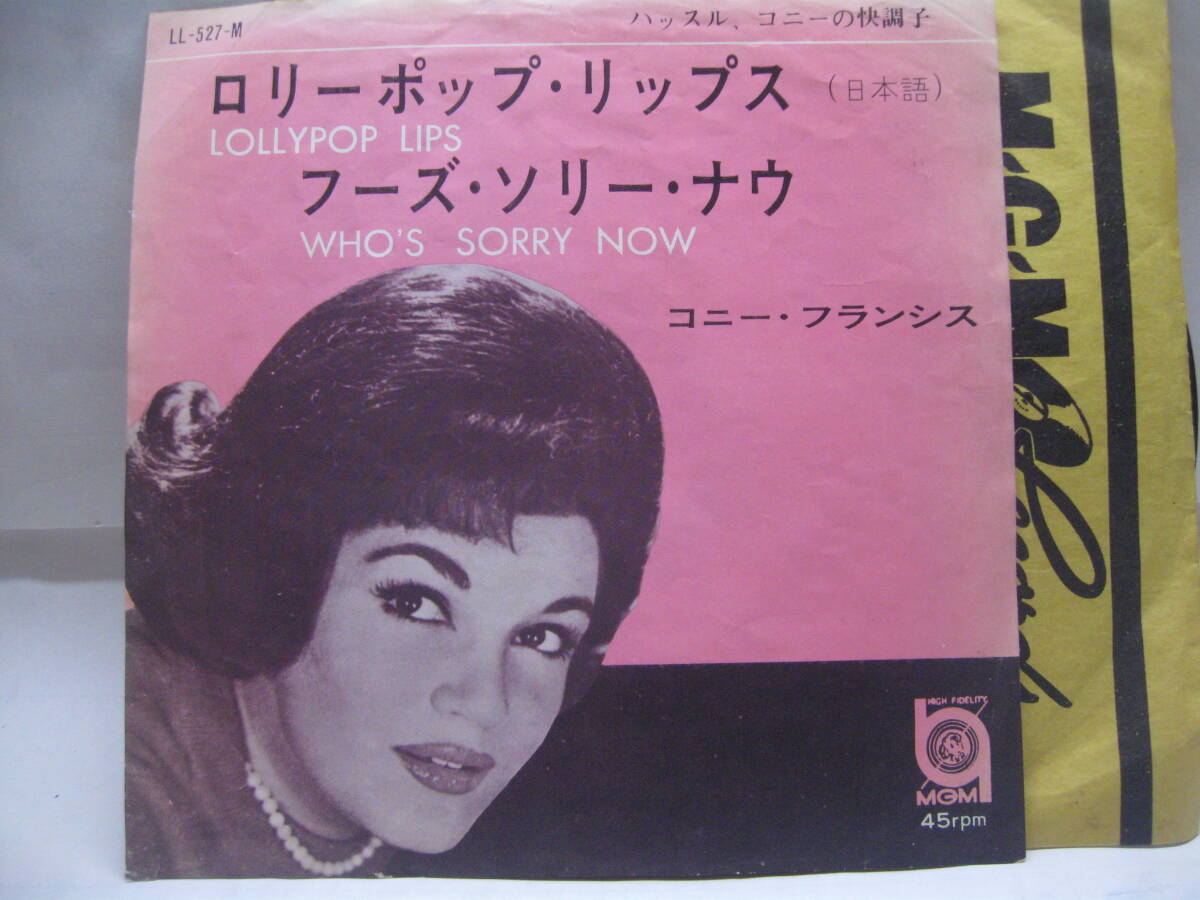 LL-527-M
ハッスル、コニーの快調子
ロリーポップ・リップス（日本語）
LOLLYPOP LIPS
フーズ・ソリー・ナウ
WHO'S SORRY NOW
コニー・フランシス
HIGH FIDELITY
MGM
45rpm
M-G-M
Records